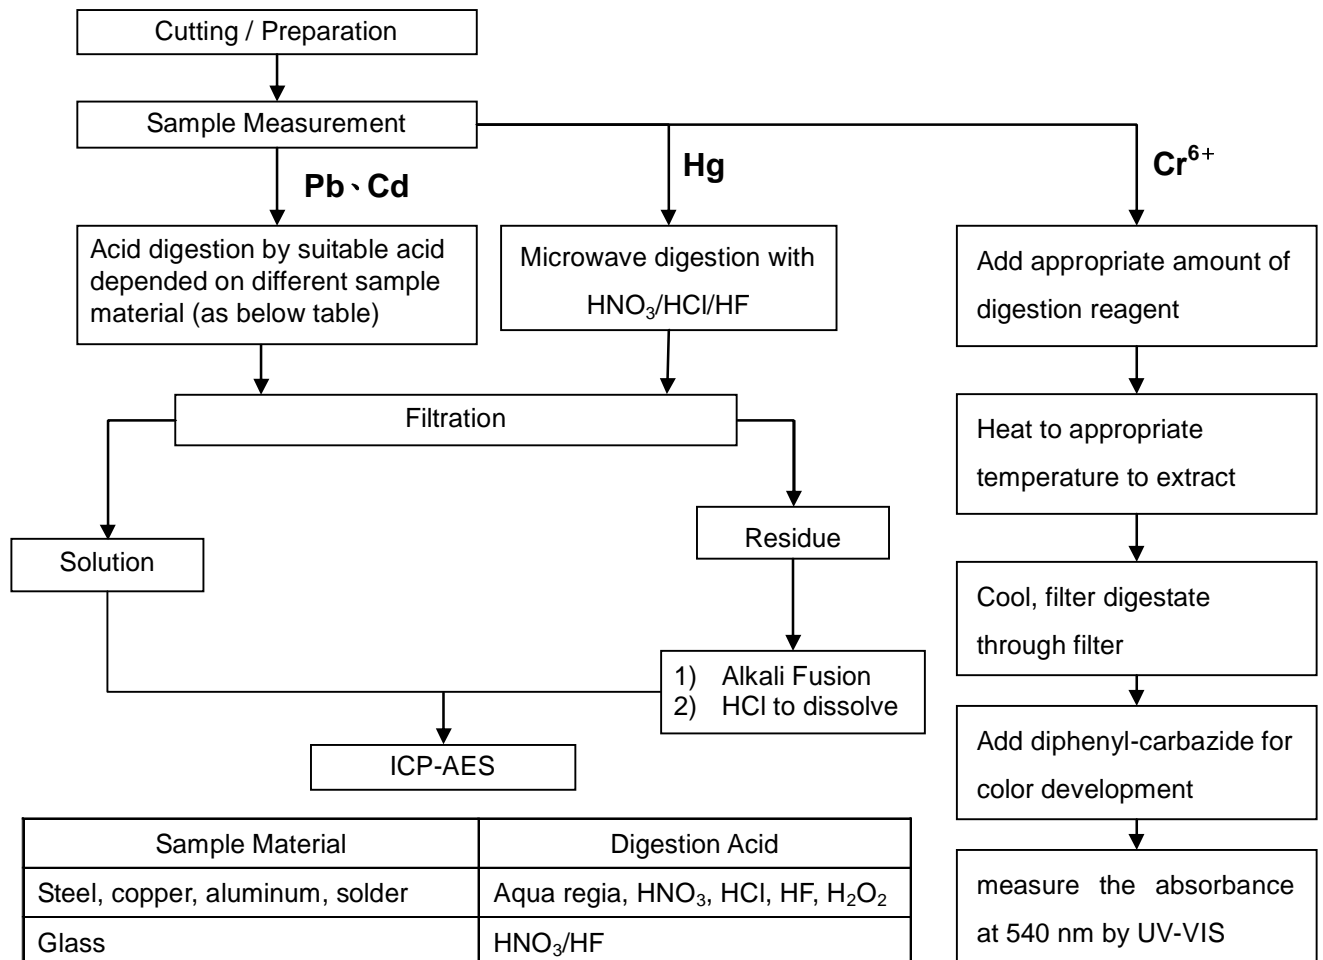 Cutting / Preparation
Sample Measurement
Pb、Cd
Hg
Cr⁶⁺
Acid digestion by suitable acid
depended on different sample
material (as below table)
Microwave digestion with
HNO₃/HCl/HF
Add appropriate amount of
digestion reagent
Filtration
Heat to appropriate
temperature to extract
Solution
Residue
Cool, filter digestate
through filter
1) Alkali Fusion
2) HCl to dissolve
ICP-AES
Add diphenyl-carbazide for
color development
Sample Material
Digestion Acid
Steel, copper, aluminum, solder
Aqua regia, HNO₃, HCl, HF, H₂O₂
Glass
HNO₃/HF
measure the absorbance
at 540 nm by UV-VIS